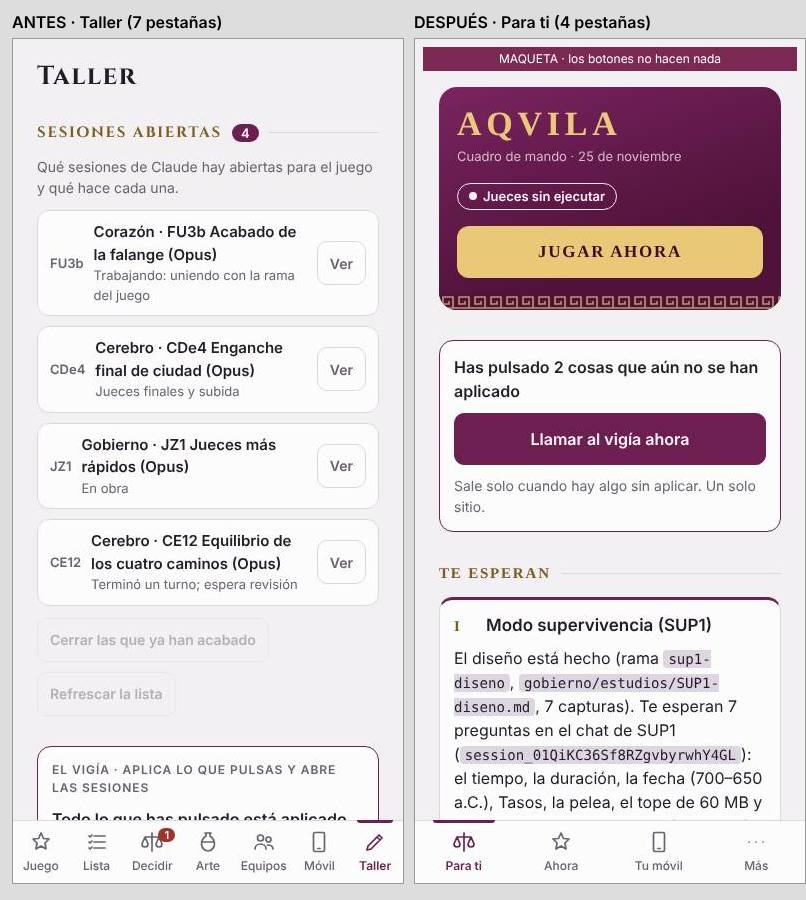 ANTES · Taller (7 pestañas)
TALLER
SESIONES ABIERTAS 4
Qué sesiones de Claude hay abiertas para el juego
y qué hace cada una.
FU3b
Corazón · FU3b Acabado de
la falange (Opus)
Trabajando: uniendo con la rama
del juego
Ver
CDe4
Cerebro · CDe4 Enganche
final de ciudad (Opus)
Jueces finales y subida
Ver
JZ1
Gobierno · JZ1 Jueces más
rápidos (Opus)
En obra
Ver
CE12
Cerebro · CE12 Equilibrio de
los cuatro caminos (Opus)
Terminó un turno; espera revisión
Ver
Cerrar las que ya han acabado
Refrescar la lista
EL VIGÍA · APLICA LO QUE PULSAS Y ABRE
LAS SESIONES
Todo lo que has pulsado está aplicado
Juego
Lista
1
Decidir
Arte
Equipos
Móvil
Taller
DESPUÉS · Para ti (4 pestañas)
MAQUETA · los botones no hacen nada
AQVILA
Cuadro de mando · 25 de noviembre
Jueces sin ejecutar
JUGAR AHORA
Has pulsado 2 cosas que aún no se han
aplicado
Llamar al vigía ahora
Sale solo cuando hay algo sin aplicar. Un solo
sitio.
TE ESPERAN
I Modo supervivencia (SUP1)
El diseño está hecho (rama sup1-
diseno, gobierno/estudios/SUP1-
diseno.md, 7 capturas). Te esperan 7
preguntas en el chat de SUP1
(session_01QiKC36Sf8RZgvbyrwhY4GL):
el tiempo, la duración, la fecha (700–650
a.C.), Tasos, la pelea, el tope de 60 MB y
Para ti
Ahora
Tu móvil
Más